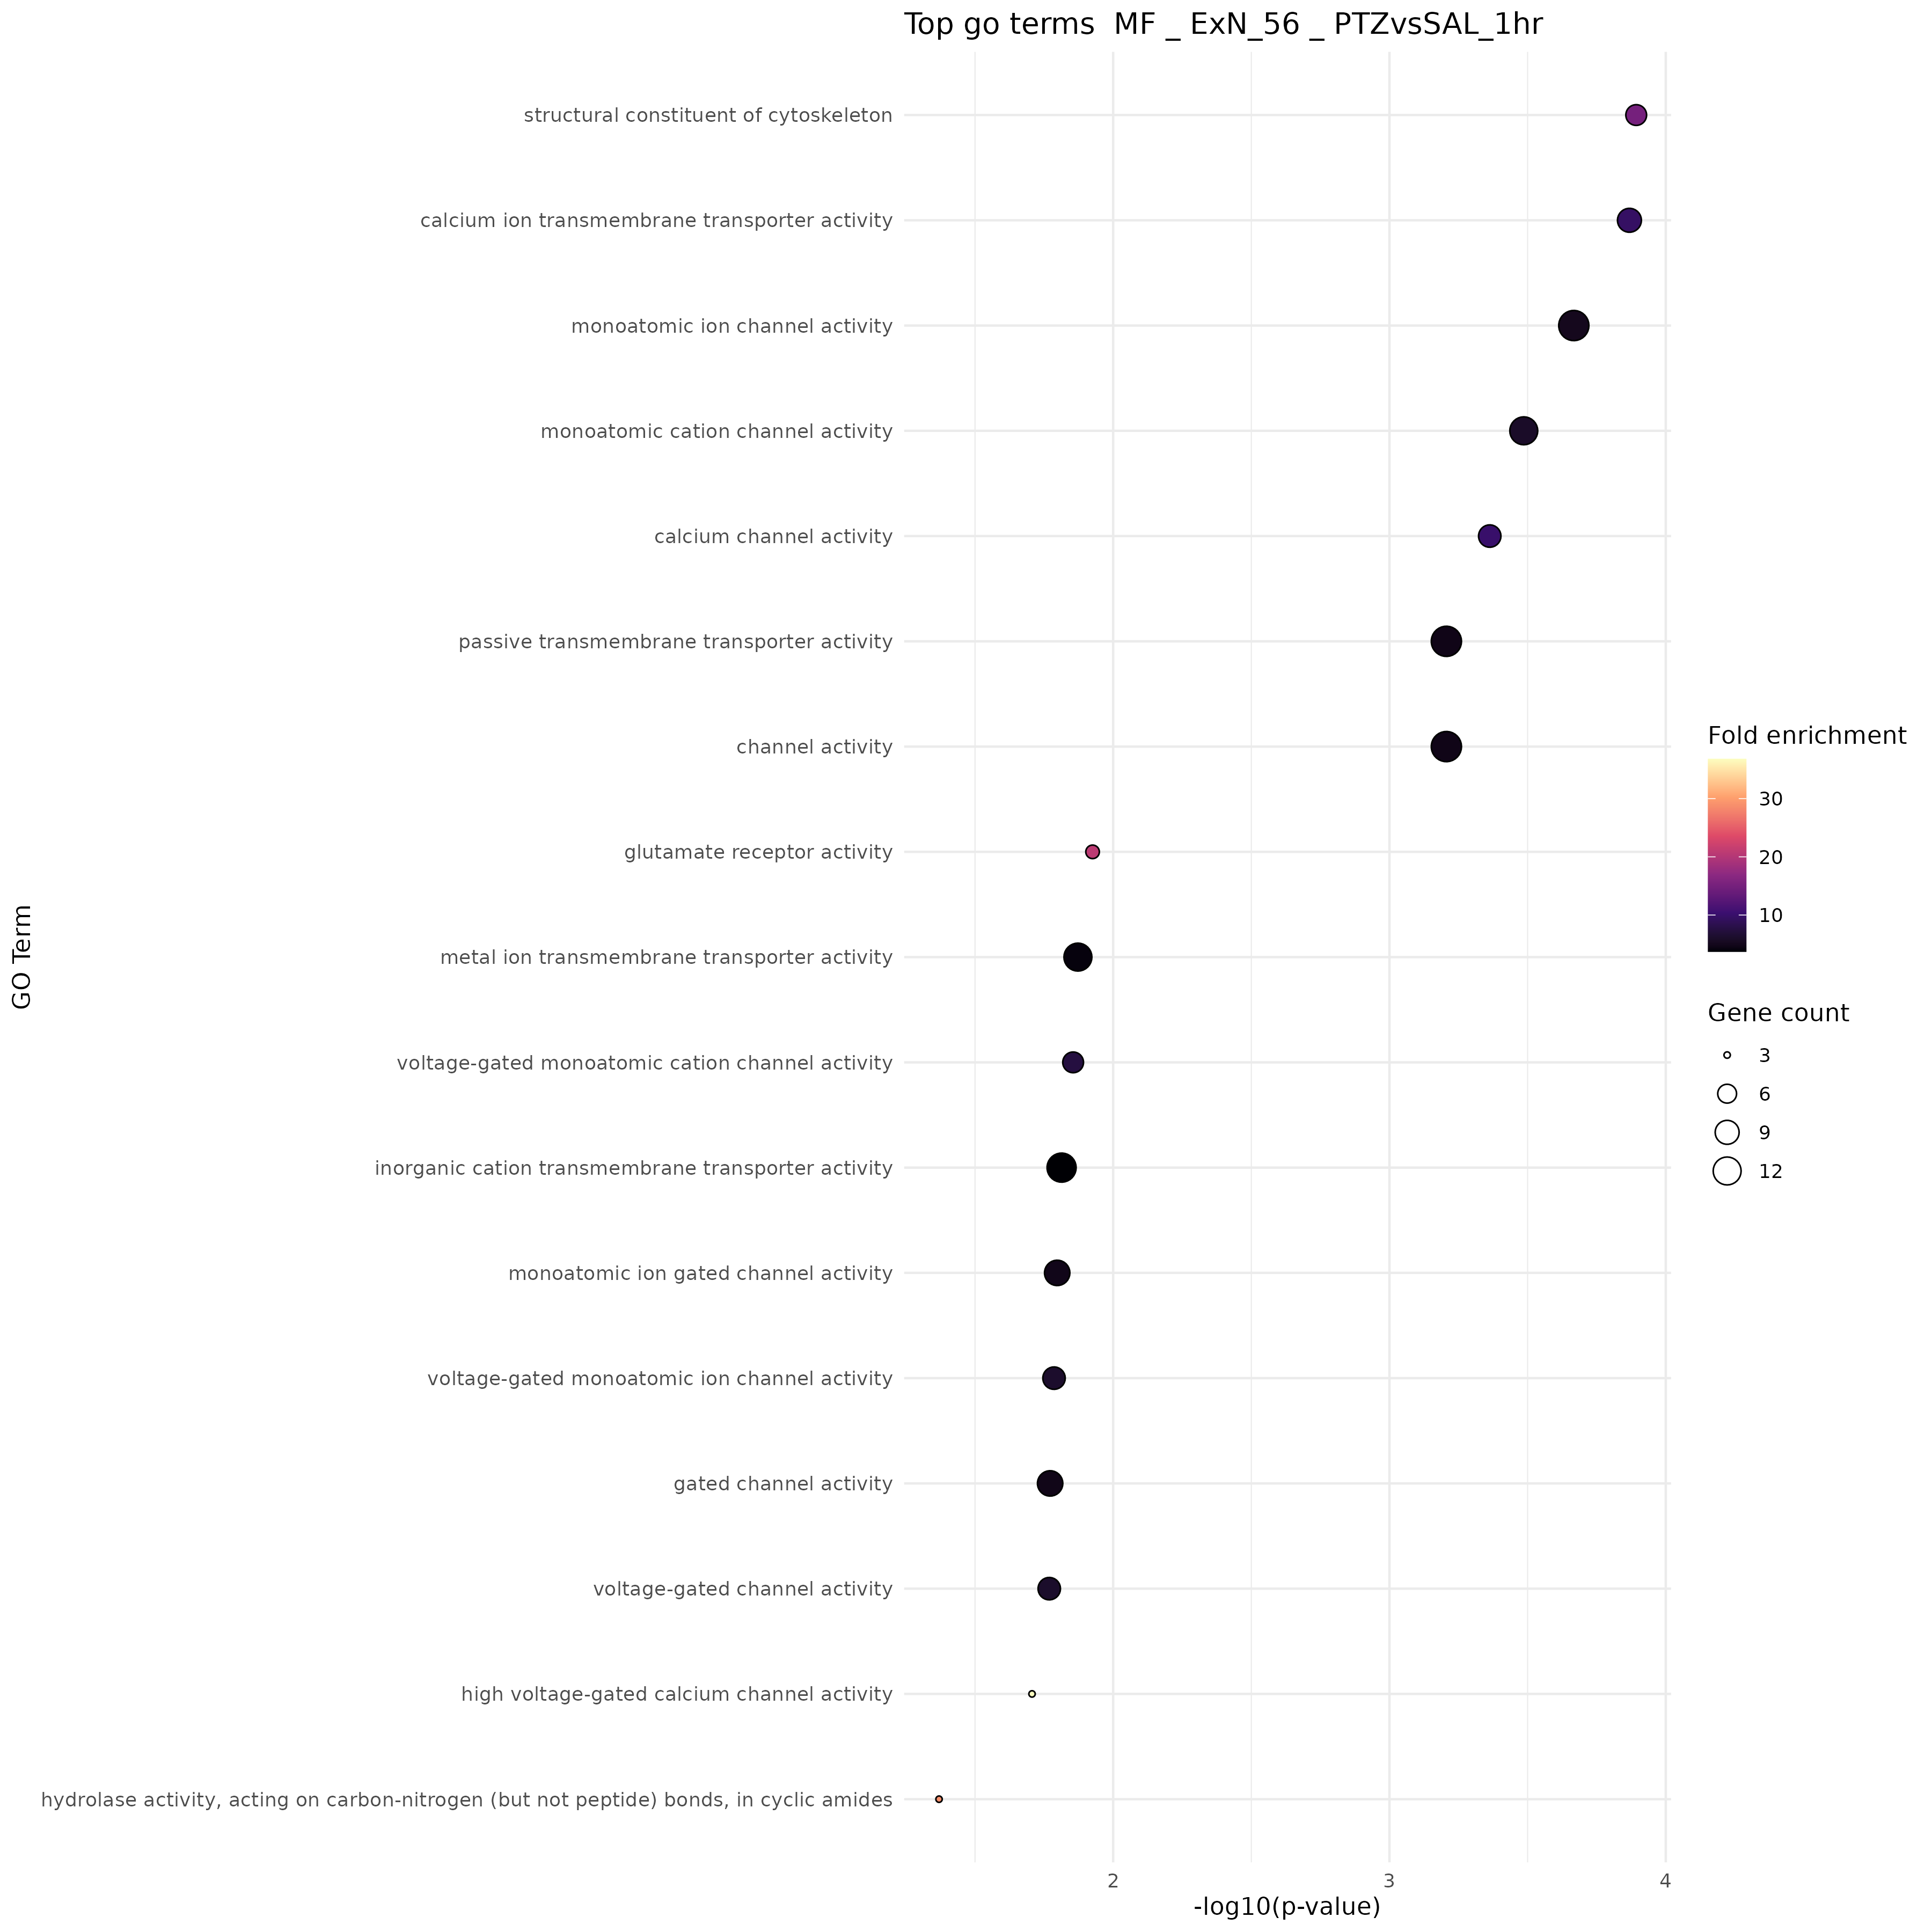 Top go terms  MF _ ExN_56 _ PTZvsSAL_1hr
structural constituent of cytoskeleton
calcium ion transmembrane transporter activity
monoatomic ion channel activity
monoatomic cation channel activity
calcium channel activity
passive transmembrane transporter activity
channel activity
glutamate receptor activity
metal ion transmembrane transporter activity
voltage-gated monoatomic cation channel activity
inorganic cation transmembrane transporter activity
monoatomic ion gated channel activity
voltage-gated monoatomic ion channel activity
gated channel activity
voltage-gated channel activity
high voltage-gated calcium channel activity
hydrolase activity, acting on carbon-nitrogen (but not peptide) bonds, in cyclic amides
GO Term
2 3 4
-log10(p-value)
Fold enrichment
30
20
10
Gene count
3
6
9
12